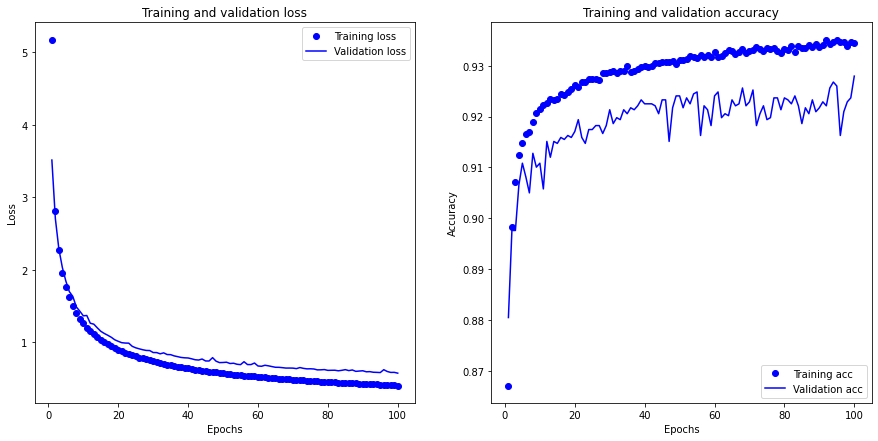 Training and validation loss
Training loss
Validation loss
5
4
3
2
1
Loss
0
20
40
60
80
100
Epochs
Training and validation accuracy
0.93
0.92
0.91
0.90
0.89
0.88
0.87
Accuracy
Training acc
Validation acc
0
20
40
60
80
100
Epochs